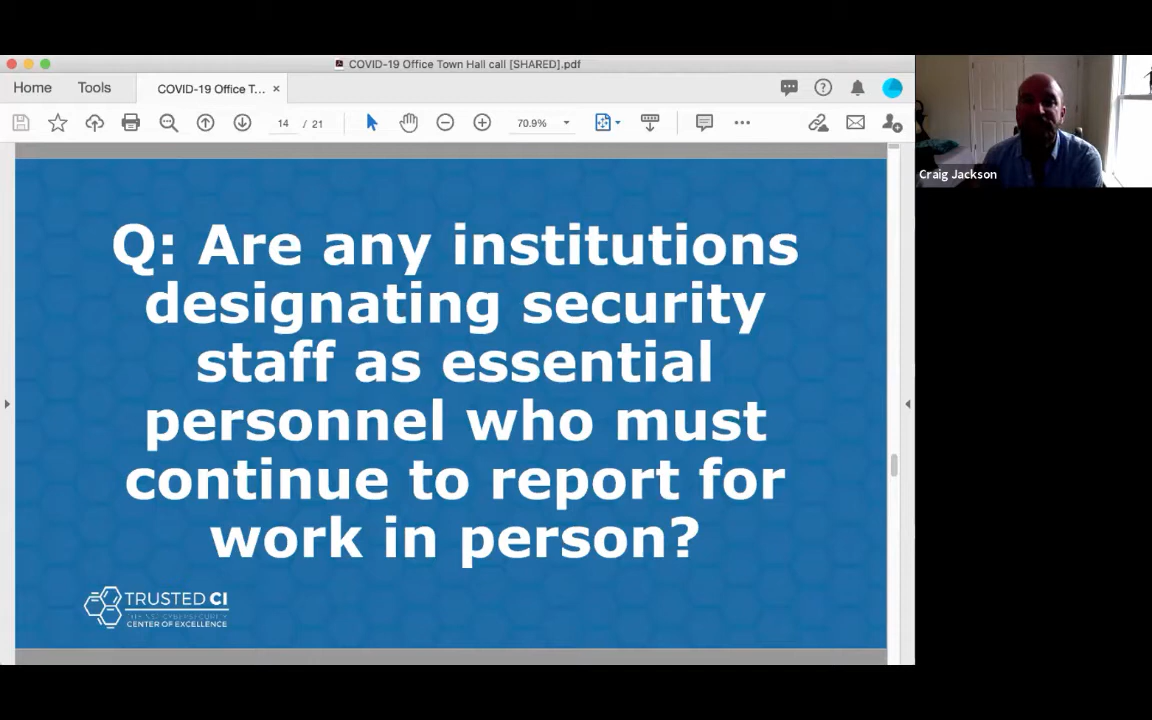 COVID-19 Office Town Hall call [SHARED].pdf
Home
Tools
COVID-19 Office T... ×
14 / 21
70.9%
Craig Jackson
Q: Are any institutions
designating security
staff as essential
personnel who must
continue to report for
work in person?
TRUSTED CI
CENTER OF EXCELLENCE